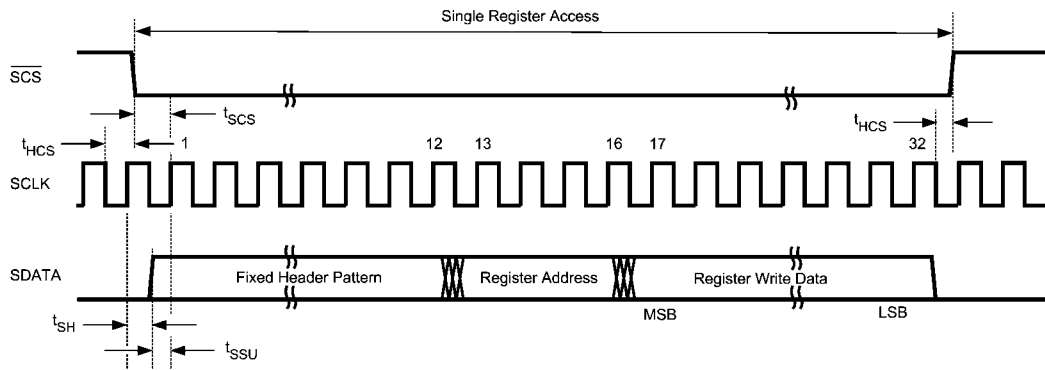 Single Register Access
SCS
tSCS
tHCS
tHCS
1
12
13
16
17
32
SCLK
SDATA
Fixed Header Pattern
Register Address
Register Write Data
MSB
LSB
tSH
tSSU